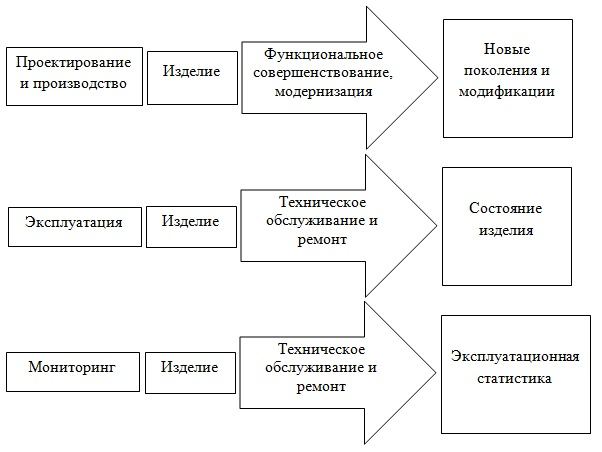 Проектирование
и производство
Изделие
Функциональное
совершенствование,
модернизация
Новые
поколения и
модификации
Эксплуатация
Изделие
Техническое
обслуживание и
ремонт
Состояние
изделия
Мониторинг
Изделие
Техническое
обслуживание и
ремонт
Эксплуатационная
статистика